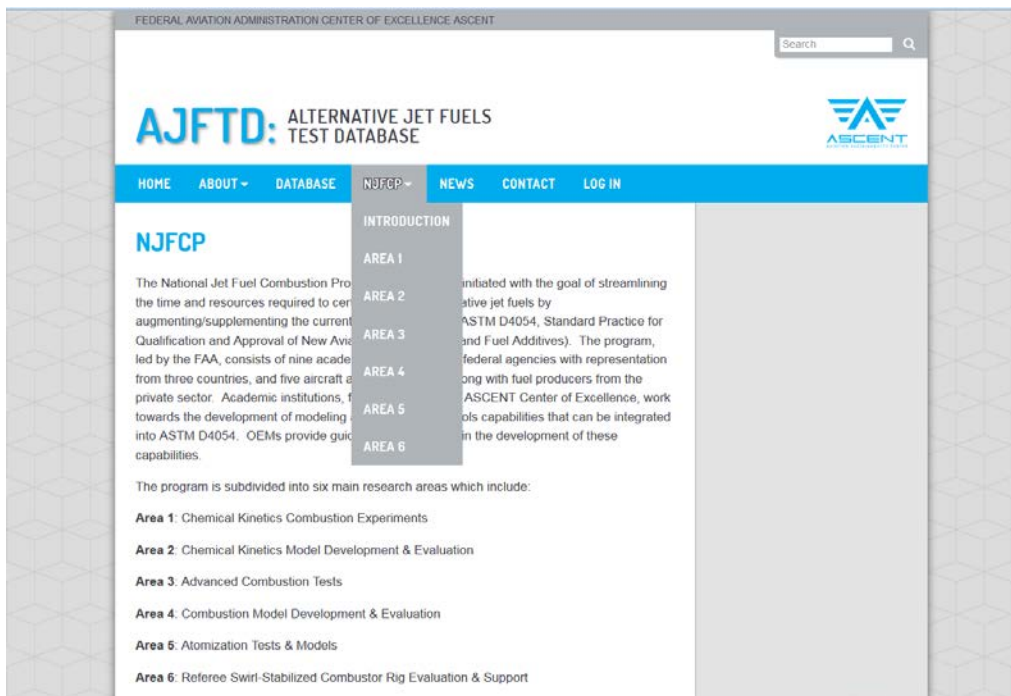 FEDERAL AVIATION ADMINISTRATION CENTER OF EXCELLENCE ASCENT
Search
AJFTD: ALTERNATIVE JET FUELS
TEST DATABASE
ASCENT
HOME ABOUT DATABASE NJFCP NEWS CONTACT LOG IN
INTRODUCTION
AREA 1
AREA 2
AREA 3
AREA 4
AREA 5
AREA 6
NJFCP
The National Jet Fuel Combustion Pro initiated with the goal of streamlining
the time and resources required to cer ative jet fuels by
augmenting/supplementing the current ASTM D4054, Standard Practice for
Qualification and Approval of New Avia and Fuel Additives). The program,
led by the FAA, consists of nine acade federal agencies with representation
from three countries, and five aircraft a ong with fuel producers from the
private sector. Academic institutions, f ASCENT Center of Excellence, work
towards the development of modeling ols capabilities that can be integrated
into ASTM D4054. OEMs provide guid in the development of these
capabilities.
The program is subdivided into six main research areas which include:
Area 1: Chemical Kinetics Combustion Experiments
Area 2: Chemical Kinetics Model Development & Evaluation
Area 3: Advanced Combustion Tests
Area 4: Combustion Model Development & Evaluation
Area 5: Atomization Tests & Models
Area 6: Referee Swirl-Stabilized Combustor Rig Evaluation & Support